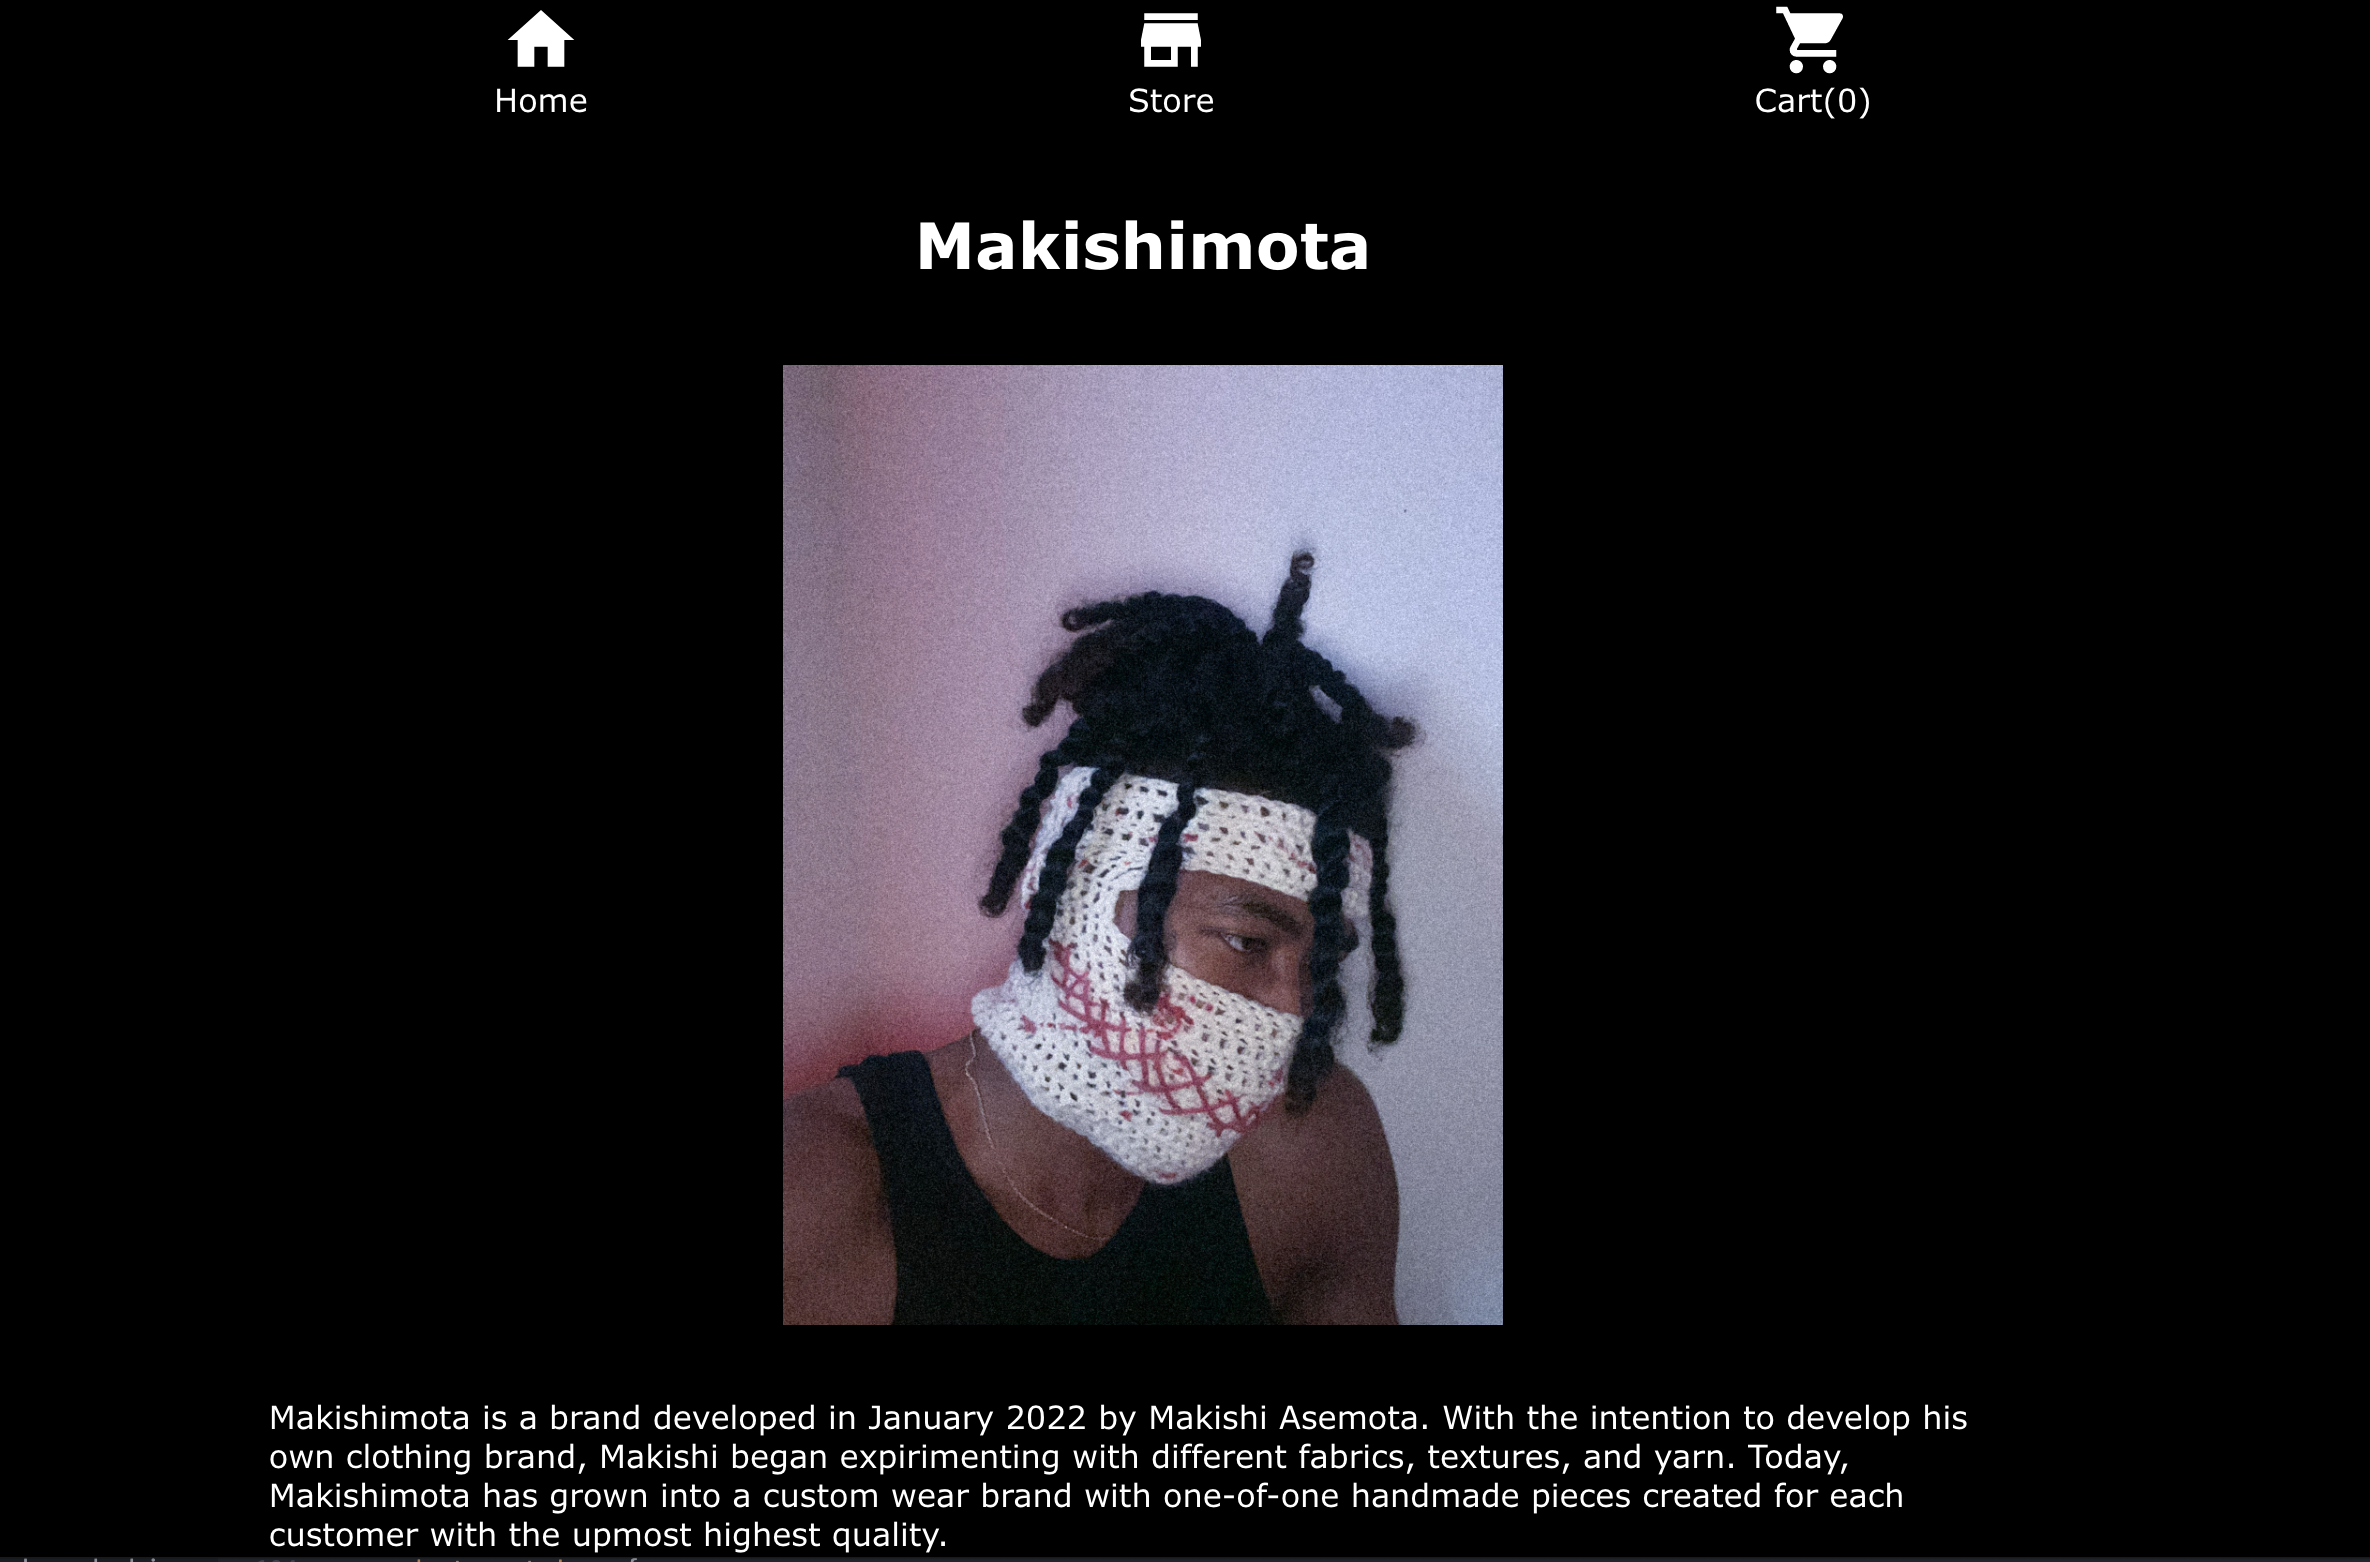 Home
Store
Cart(0)
Makishimota
Makishimota is a brand developed in January 2022 by Makishi Asemota. With the intention to develop his
own clothing brand, Makishi began expirimenting with different fabrics, textures, and yarn. Today,
Makishimota has grown into a custom wear brand with one-of-one handmade pieces created for each
customer with the upmost highest quality.